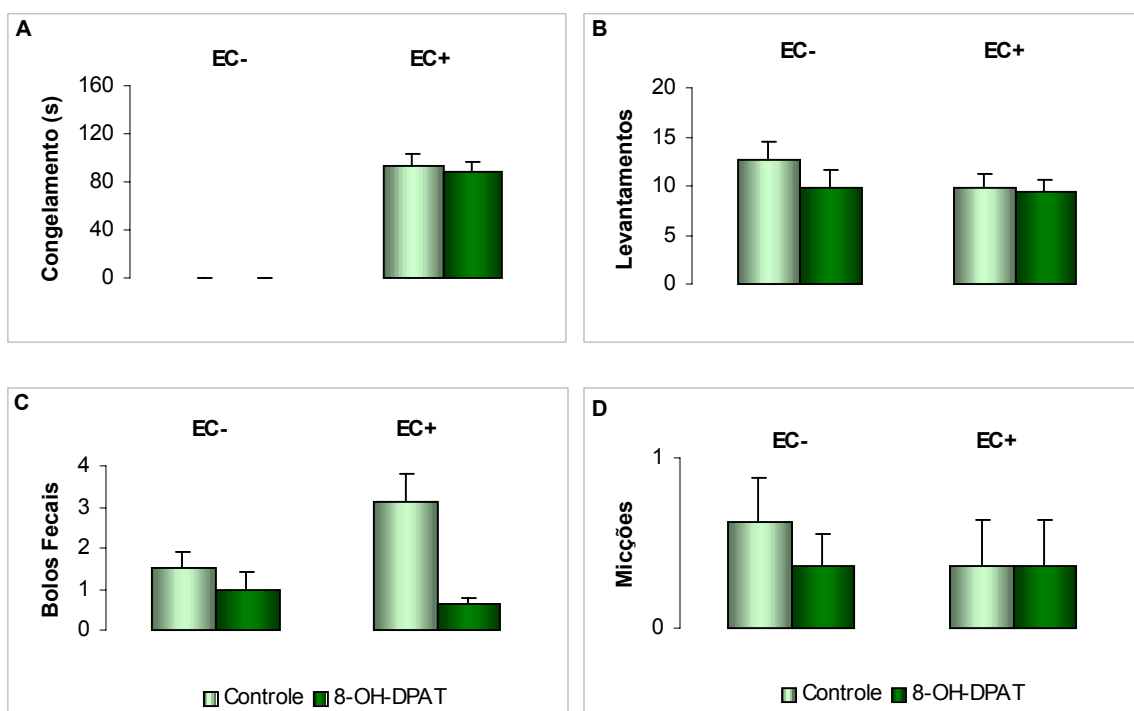 A
EC-
EC+
Congelamento (s)
160
120
80
40
0
B
EC-
EC+
Levantamentos
20
15
10
5
0
C
EC-
EC+
Bolos Fecais
4
3
2
1
0
Controle
8-OH-DPAT
D
EC-
EC+
Micções
1
0
Controle
8-OH-DPAT